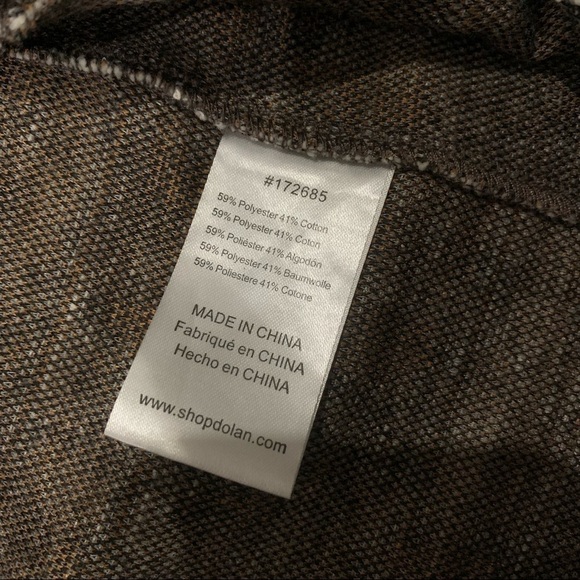 #172685
59% Polyester 41% Cotton
59% Polyester 41% Coton
59% Poliéster 41% Algodón
59% Polyester 41% Baumwolle
59% Poliestere 41% Cotone
MADE IN CHINA
Fabriqué en CHINA
Hecho en CHINA
www.shopdolan.com